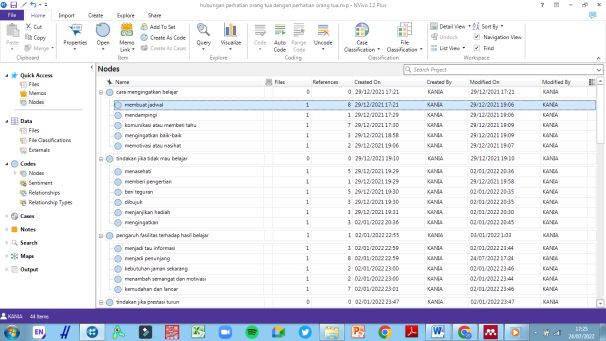 hubungan perhatian orang tua dengan perhatian orang tua.nvp - NVivo 12 Plus
File Home Import Create Explore Share
Paste Cut Copy Merge Properties Open Memo Link Add To Set Create As Code Create As Cases Query Visualize Code Auto Code Range Code Uncode Case Classification File Classification Detail View Sort By Undock Navigation View List View Find
Clipboard Item Explore Coding Classification Workspace
Quick Access
Files
Memos
Nodes
Data
Files
File Classifications
Externals
Codes
Nodes
Sentiment
Relationships
Relationship Types
Cases
Notes
Search
Maps
Output
Nodes Search Project
Name Files References Created On Created By Modified On Modified By
cara mengingatkan belajar 0 0 29/12/2021 17:21 KANIA 29/12/2021 17:21 KANIA
membuat jadwal 1 8 29/12/2021 17:21 KANIA 29/12/2021 19:06 KANIA
mendampingi 1 1 29/12/2021 17:29 KANIA 29/12/2021 19:06 KANIA
komunikasi atau memberi tahu 1 7 29/12/2021 17:30 KANIA 29/12/2021 19:09 KANIA
mengingatkan baik-baik 1 3 29/12/2021 18:58 KANIA 29/12/2021 19:09 KANIA
memotivasi atau nasihat 1 2 29/12/2021 19:06 KANIA 29/12/2021 19:07 KANIA
tindakan jika tidak mau belajar 0 0 29/12/2021 19:10 KANIA 29/12/2021 19:10 KANIA
menasehati 1 5 29/12/2021 19:29 KANIA 02/01/2022 20:36 KANIA
memberi pengertian 1 1 29/12/2021 19:29 KANIA 29/12/2021 19:58 KANIA
beri teguran 1 5 29/12/2021 19:30 KANIA 02/01/2022 20:35 KANIA
dibujuk 1 3 29/12/2021 19:30 KANIA 02/01/2022 20:35 KANIA
menjanjikan hadiah 1 3 29/12/2021 19:31 KANIA 02/01/2022 20:30 KANIA
mengingatkan 1 3 02/01/2022 20:36 KANIA 02/01/2022 20:45 KANIA
pengaruh fasilitas terhadap hasil belajar 1 1 02/01/2022 22:55 KANIA 03/01/2022 1:03 KANIA
menjadi tau informasi 1 3 02/01/2022 22:59 KANIA 02/01/2022 23:44 KANIA
menjadi penunjang 1 8 02/01/2022 22:59 KANIA 24/07/2022 17:24 KANIA
kebutuhan jaman sekarang 1 2 02/01/2022 23:00 KANIA 02/01/2022 23:46 KANIA
menambah semangat dan motivasi 1 2 02/01/2022 23:00 KANIA 02/01/2022 23:44 KANIA
kemudahan dan lancar 1 7 02/01/2022 23:01 KANIA 02/01/2022 23:46 KANIA
tindakan jika prestasi turun 0 0 02/01/2022 23:47 KANIA 02/01/2022 23:47 KANIA
KANIA 44 Items
EN
17:25
24/07/2022